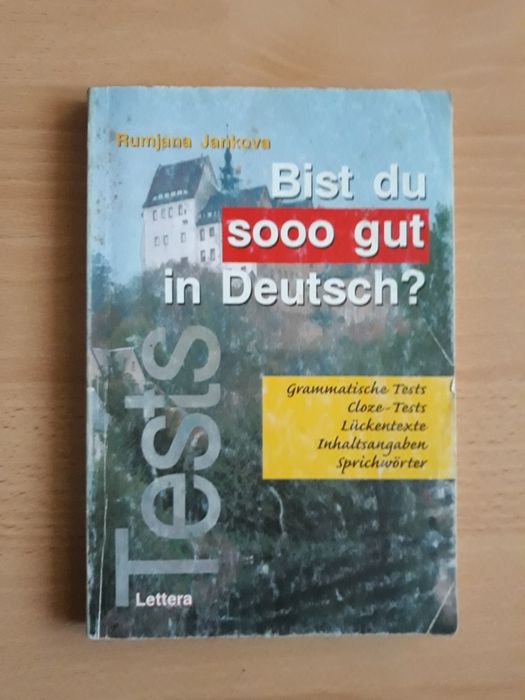 Rumjana Jankova
Bist du
sooo gut
in Deutsch?
Tests
Grammatische Tests
Cloze-Tests
Lückentexte
Inhaltsangaben
Sprichwörter
Lettera